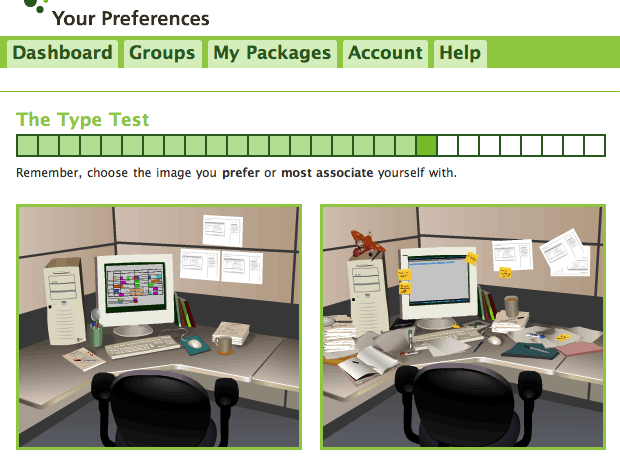 Your Preferences
Dashboard Groups My Packages Account Help
The Type Test
Remember, choose the image you prefer or most associate yourself with.